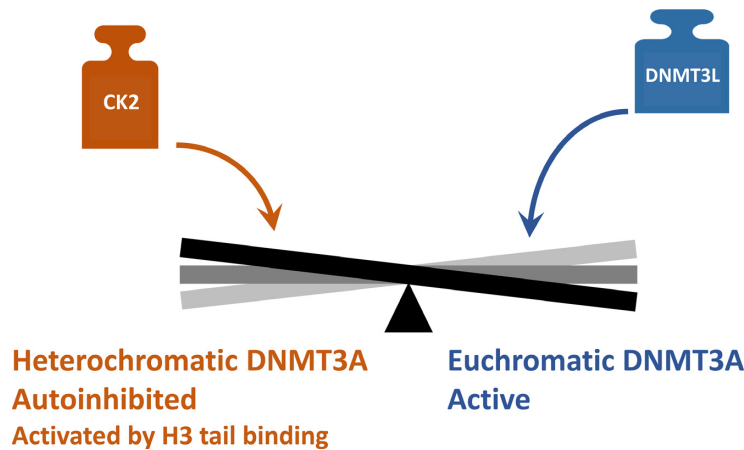 CK2
DNMT3L
Heterochromatic DNMT3A
Autoinhibited
Activated by H3 tail binding
Euchromatic DNMT3A
Active